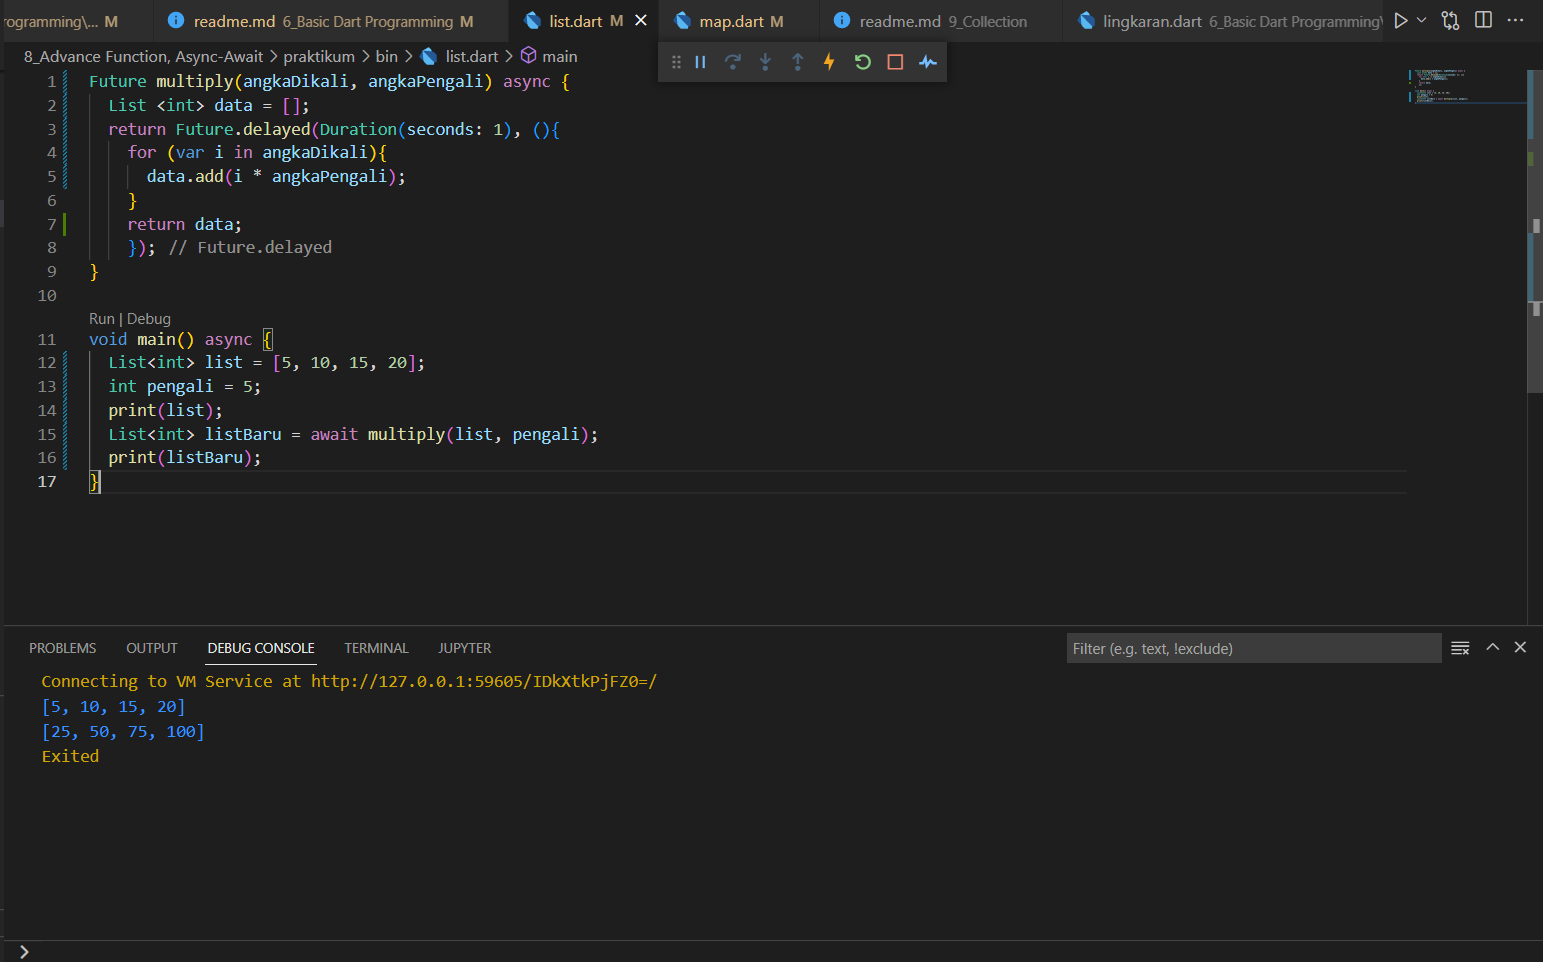 rogramming\... M
readme.md 6_Basic Dart Programming M
list.dart M
map.dart M
readme.md 9_Collection
lingkaran.dart 6_Basic Dart Programming\
8_Advance Function, Async-Await > praktikum > bin > list.dart > main
1 Future multiply(angkaDikali, angkaPengali) async {
2 List <int> data = [];
3 return Future.delayed(Duration(seconds: 1), (){
4 for (var i in angkaDikali){
5 data.add(i * angkaPengali);
6 }
7 return data;
8 }); // Future.delayed
9 }
10
Run | Debug
11 void main() async {
12 List<int> list = [5, 10, 15, 20];
13 int pengali = 5;
14 print(list);
15 List<int> listBaru = await multiply(list, pengali);
16 print(listBaru);
17 }
PROBLEMS OUTPUT DEBUG CONSOLE TERMINAL JUPYTER
Filter (e.g. text, !exclude)
Connecting to VM Service at http://127.0.0.1:59605/IDkXtkPjFZ0=/
[5, 10, 15, 20]
[25, 50, 75, 100]
Exited